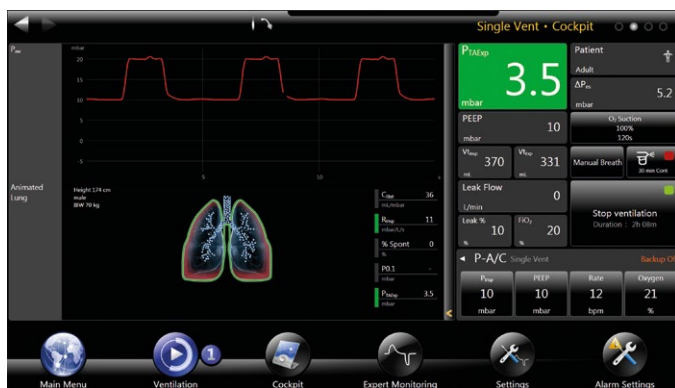 Single Vent • Cockpit
Paw
mbar
20
15
10
5
0
-5
5
10
Animated
Lung
Height 174 cm
male
IBW 70 kg
36
mL/mbar
Rinsp
11
mbar/L/s
% Spont
0
%
P0.1
-
mbar
PTAExp
3.5
mbar
PTAExp
3.5
mbar
Patient
Adult
ΔPes
5.2
mbar
PEEP
10
mbar
O2 Suction
100%
120s
VTinsp
370
mL
VTexp
331
mL
Manual Breath
30 min Cont
Leak Flow
0
L/min
Leak %
10
%
FiO2
20
%
Stop ventilation
Duration : 2h 08m
P-A/C Single Vent
Backup Off
Pinsp
10
mbar
PEEP
10
mbar
Rate
12
bpm
Oxygen
21
%
Main Menu
Ventilation
1
Cockpit
Expert Monitoring
Settings
Alarm Settings